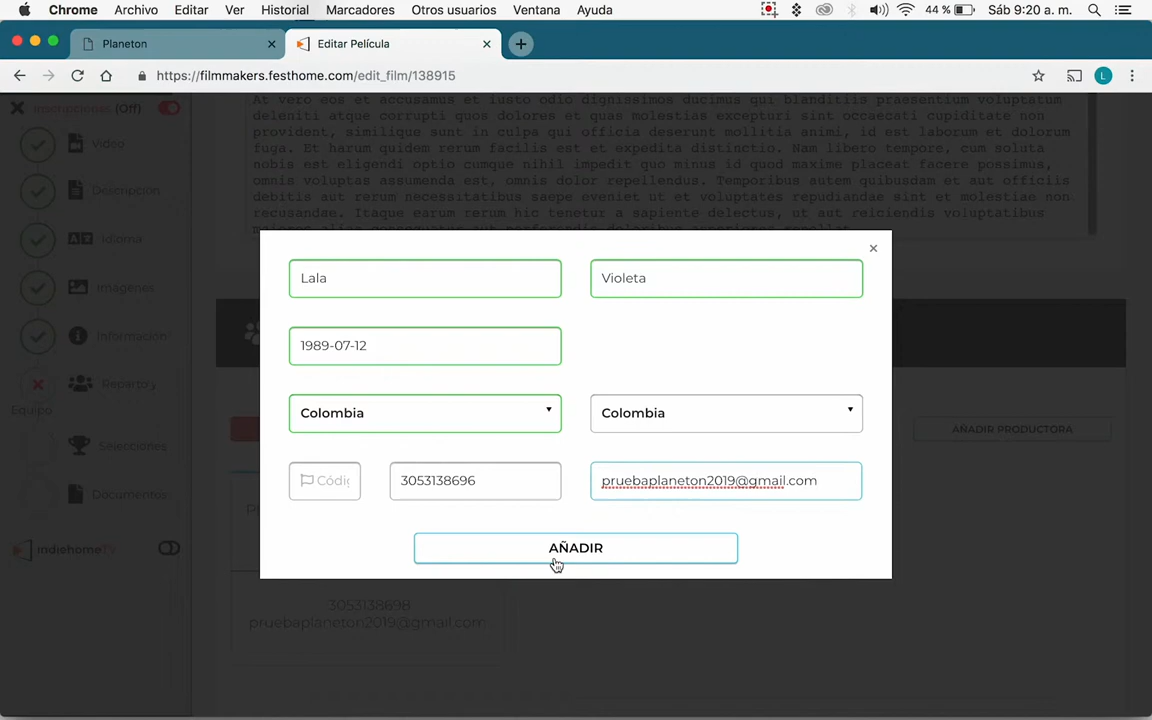 Chrome Archivo Editar Ver Historial Marcadores Otros usuarios Ventana Ayuda 44 % Sáb 9:20 a. m.
Planeton Editar Película
https://filmmakers.festhome.com/edit_film/138915
Inscripciones (Off)
At vero eos et accusamus et iusto odio dignissimos ducimus qui blanditiis praesentium voluptatum
deleniti atque corrupti quos dolores et quas molestias excepturi sint occaecati cupiditate non
provident, similique sunt in culpa qui officia deserunt mollitia animi, id est laborum et dolorum
fuga. Et harum quidem rerum facilis est et expedita distinctio. Nam libero tempore, cum soluta
nobis est eligendi optio cumque nihil impedit quo minus id quod maxime placeat facere possimus,
omnis voluptas assumenda est, omnis dolor repellendus. Temporibus autem quibusdam et aut officiis
debitis aut rerum necessitatibus saepe eveniet ut et voluptates repudiandae sint et molestiae non
recusandae. Itaque earum rerum hic tenetur a sapiente delectus, ut aut reiciendis voluptatibus
Video
Descripción
Idioma
Imágenes
Información
Reparto y
Equipo
Selecciones
Documentos
indiehomeTV
Lala Violeta
1989-07-12
Colombia Colombia
Códig 3053138696 pruebaplaneton2019@gmail.com
AÑADIR
AÑADIR PRODUCTORA
3053138698
pruebaplaneton2019@gmail.com